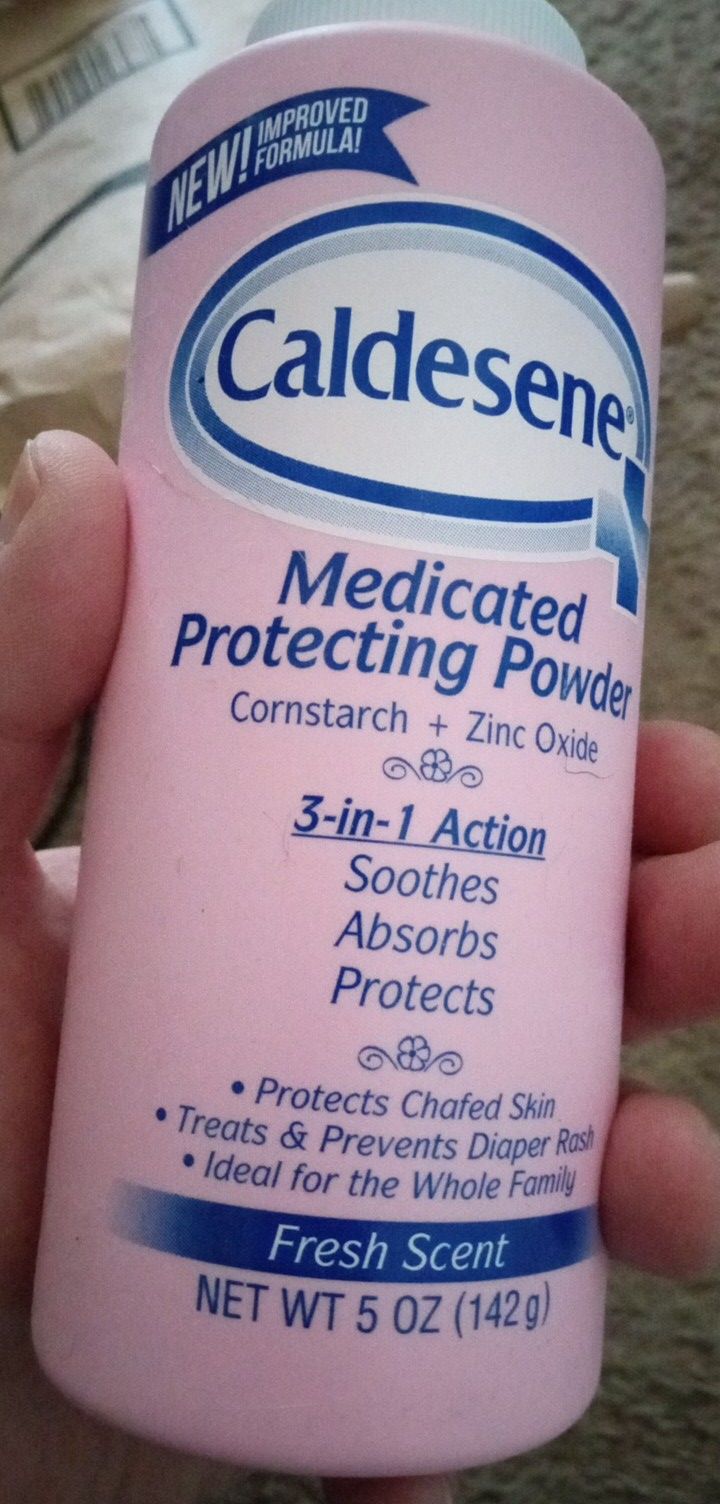 NEW! IMPROVED
FORMULA!
Caldesene®
Medicated
Protecting Powder
Cornstarch + Zinc Oxide
3-in-1 Action
Soothes
Absorbs
Protects
• Protects Chafed Skin
• Treats & Prevents Diaper Rash
• Ideal for the Whole Family
Fresh Scent
NET WT 5 OZ (142g)